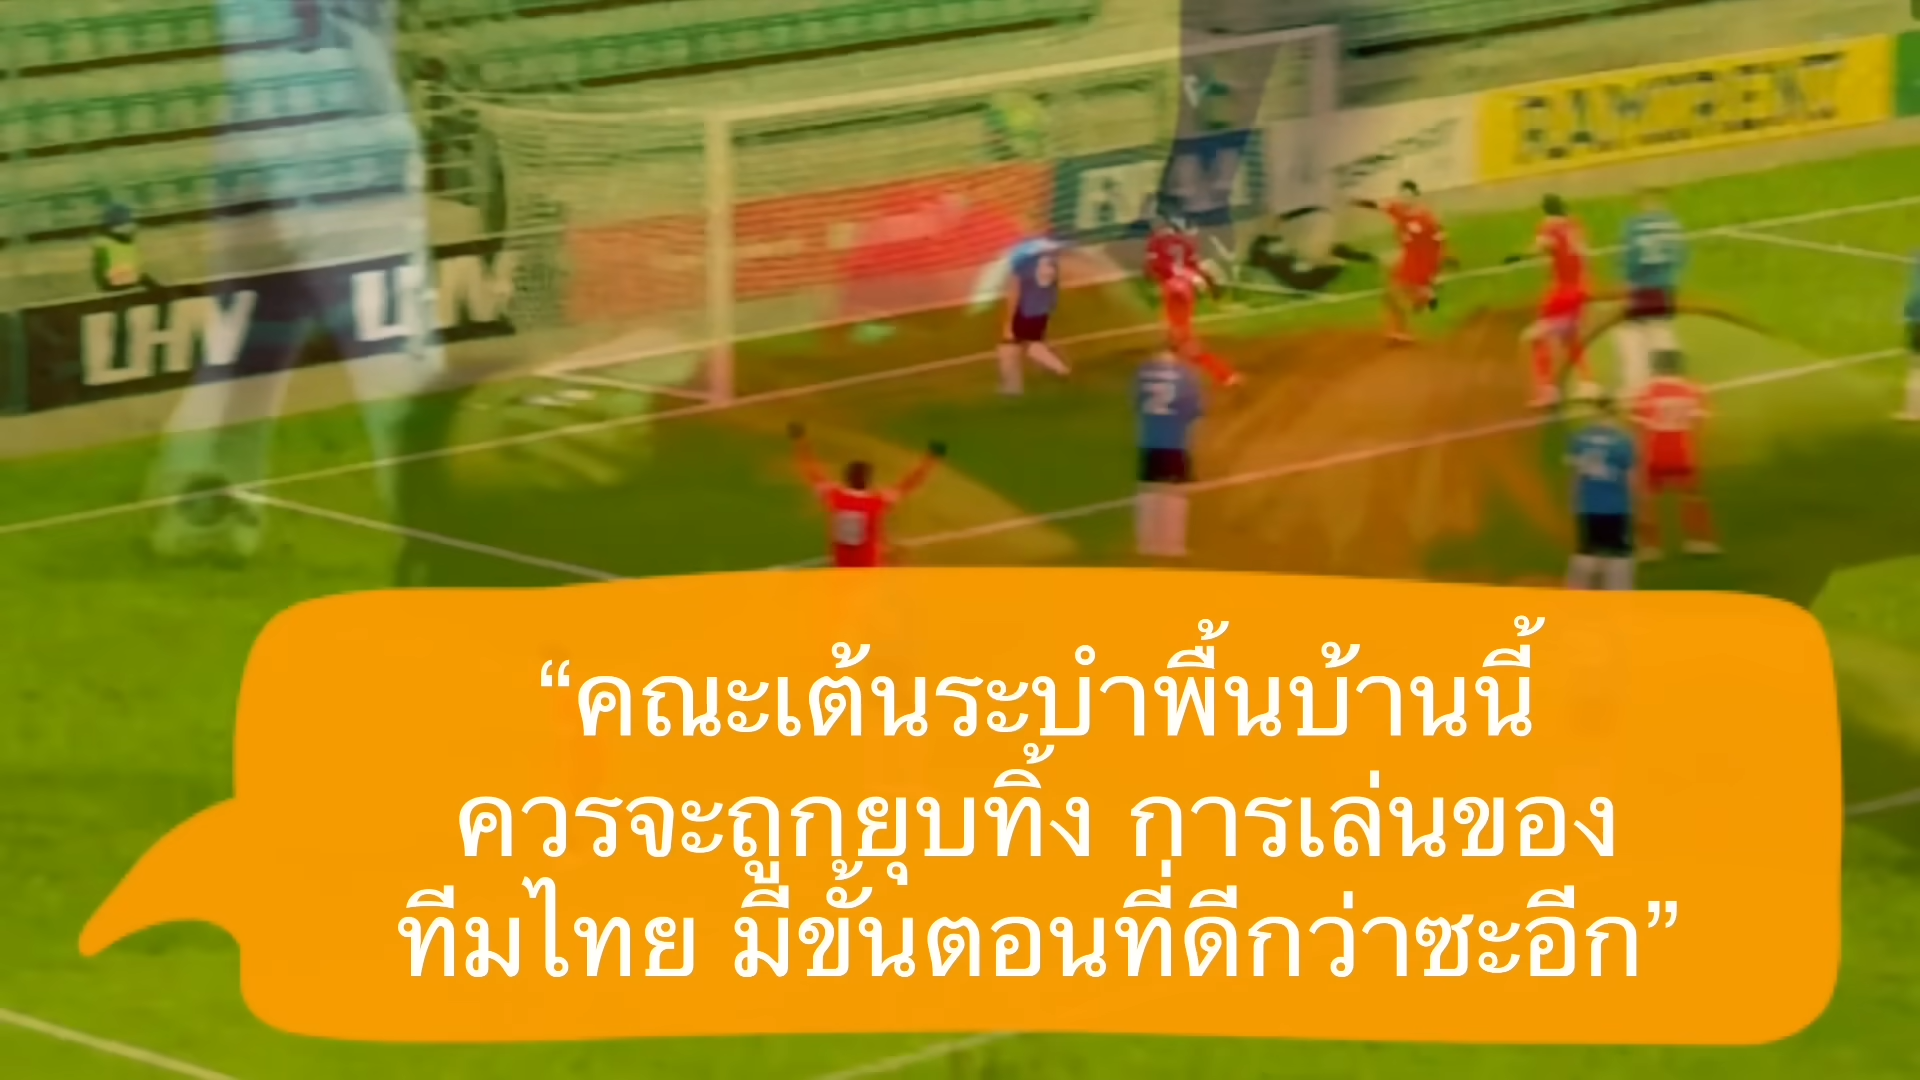 LHV
LHV
RAMIRENT
“คณะเต้นระบำพื้นบ้านนี้
ควรจะถูกยุบทิ้ง การเล่นของ
ทีมไทย มีขั้นตอนที่ดีกว่าซะอีก”